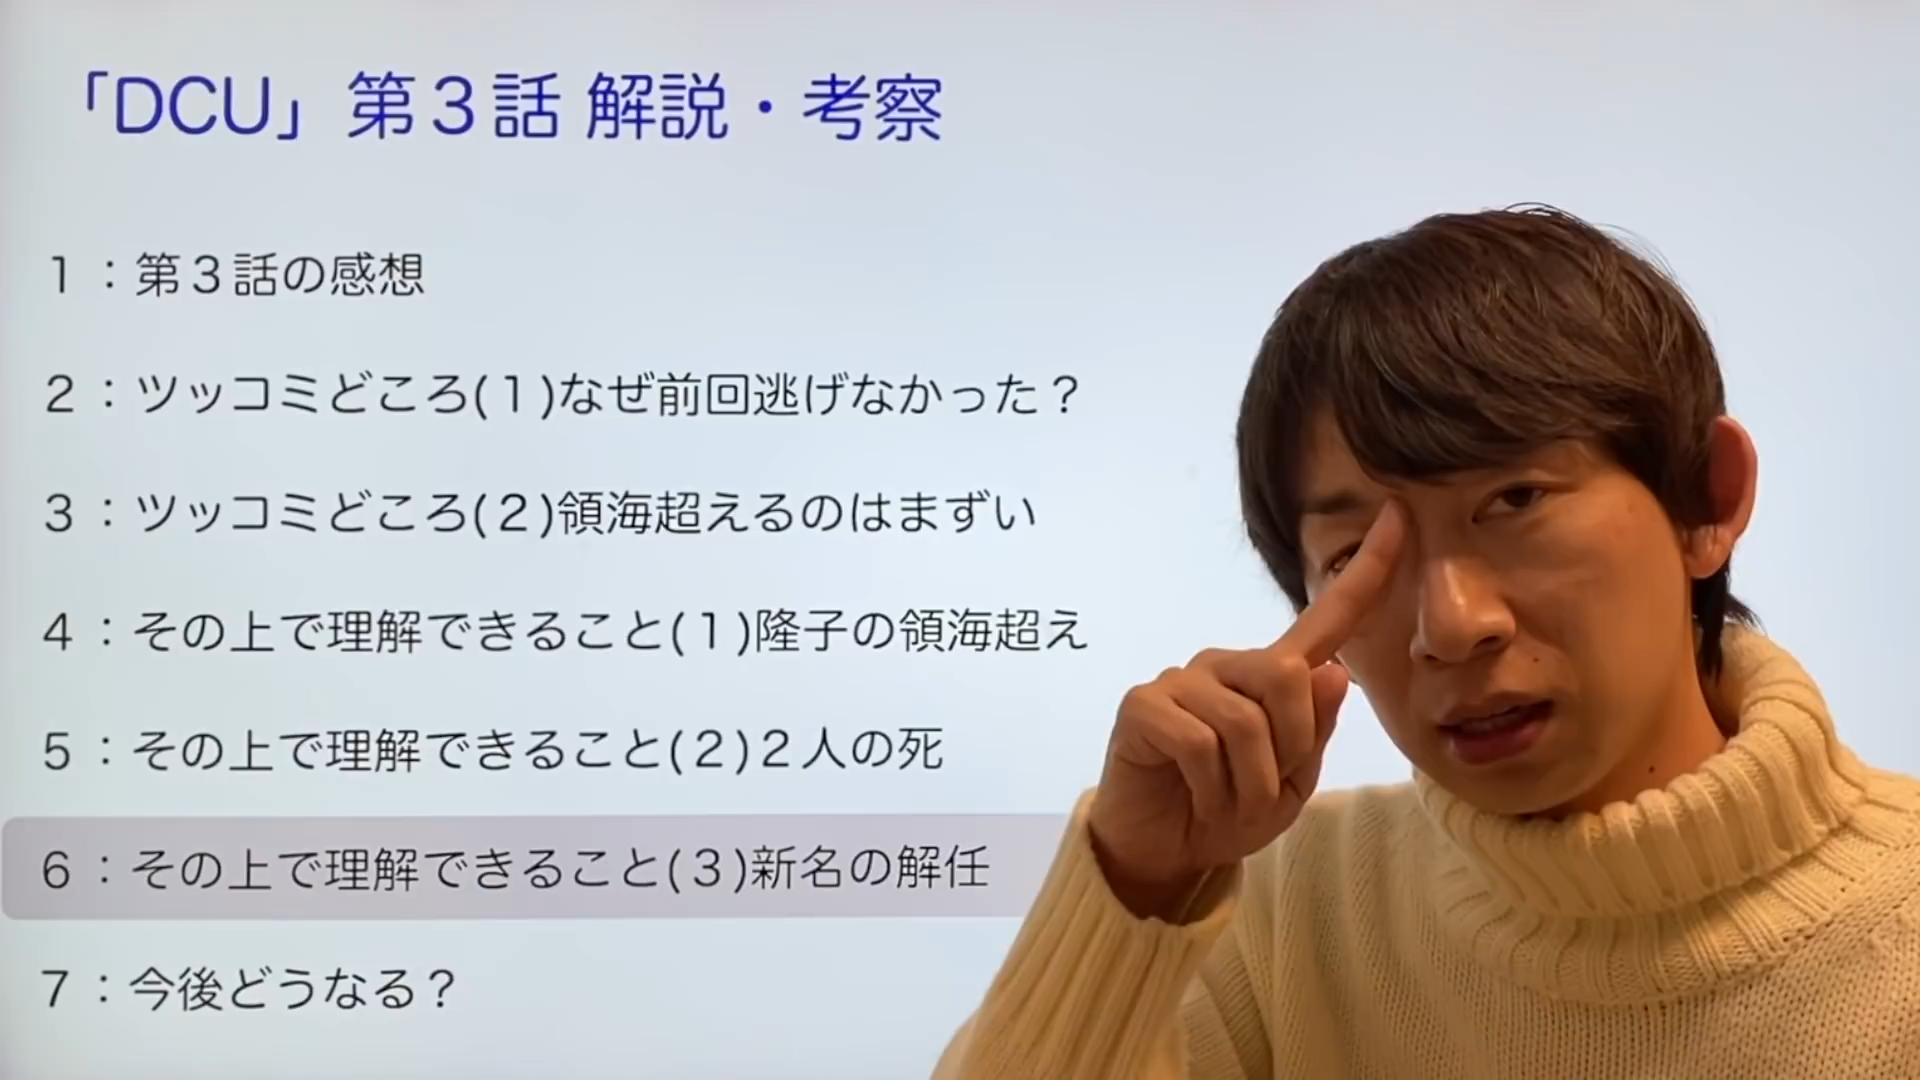 「DCU」第３話 解説・考察
１：第３話の感想
２：ツッコミどころ(１)なぜ前回逃げなかった？
３：ツッコミどころ(２)領海超えるのはまずい
４：その上で理解できること(１)隆子の領海超え
５：その上で理解できること(２)２人の死
６：その上で理解できること(３)新名の解任
７：今後どうなる？